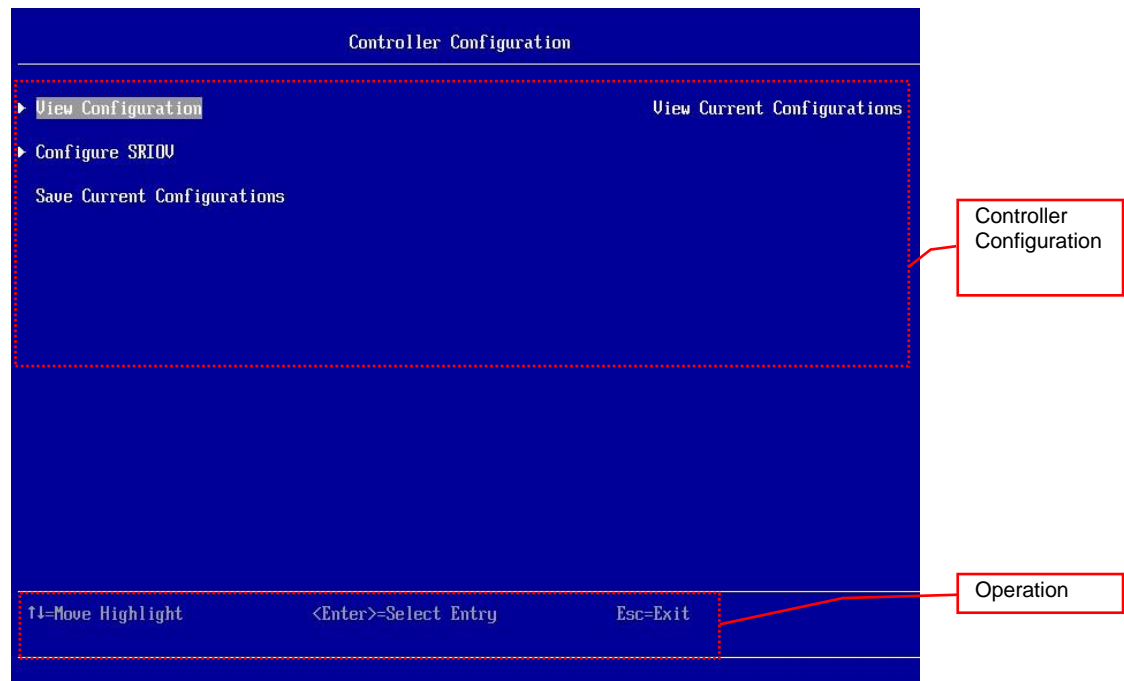 Controller Configuration
View Configuration
View Current Configurations
Configure SRIOV
Save Current Configurations
Controller
Configuration
↑↓=Move Highlight
<Enter>=Select Entry
Esc=Exit
Operation